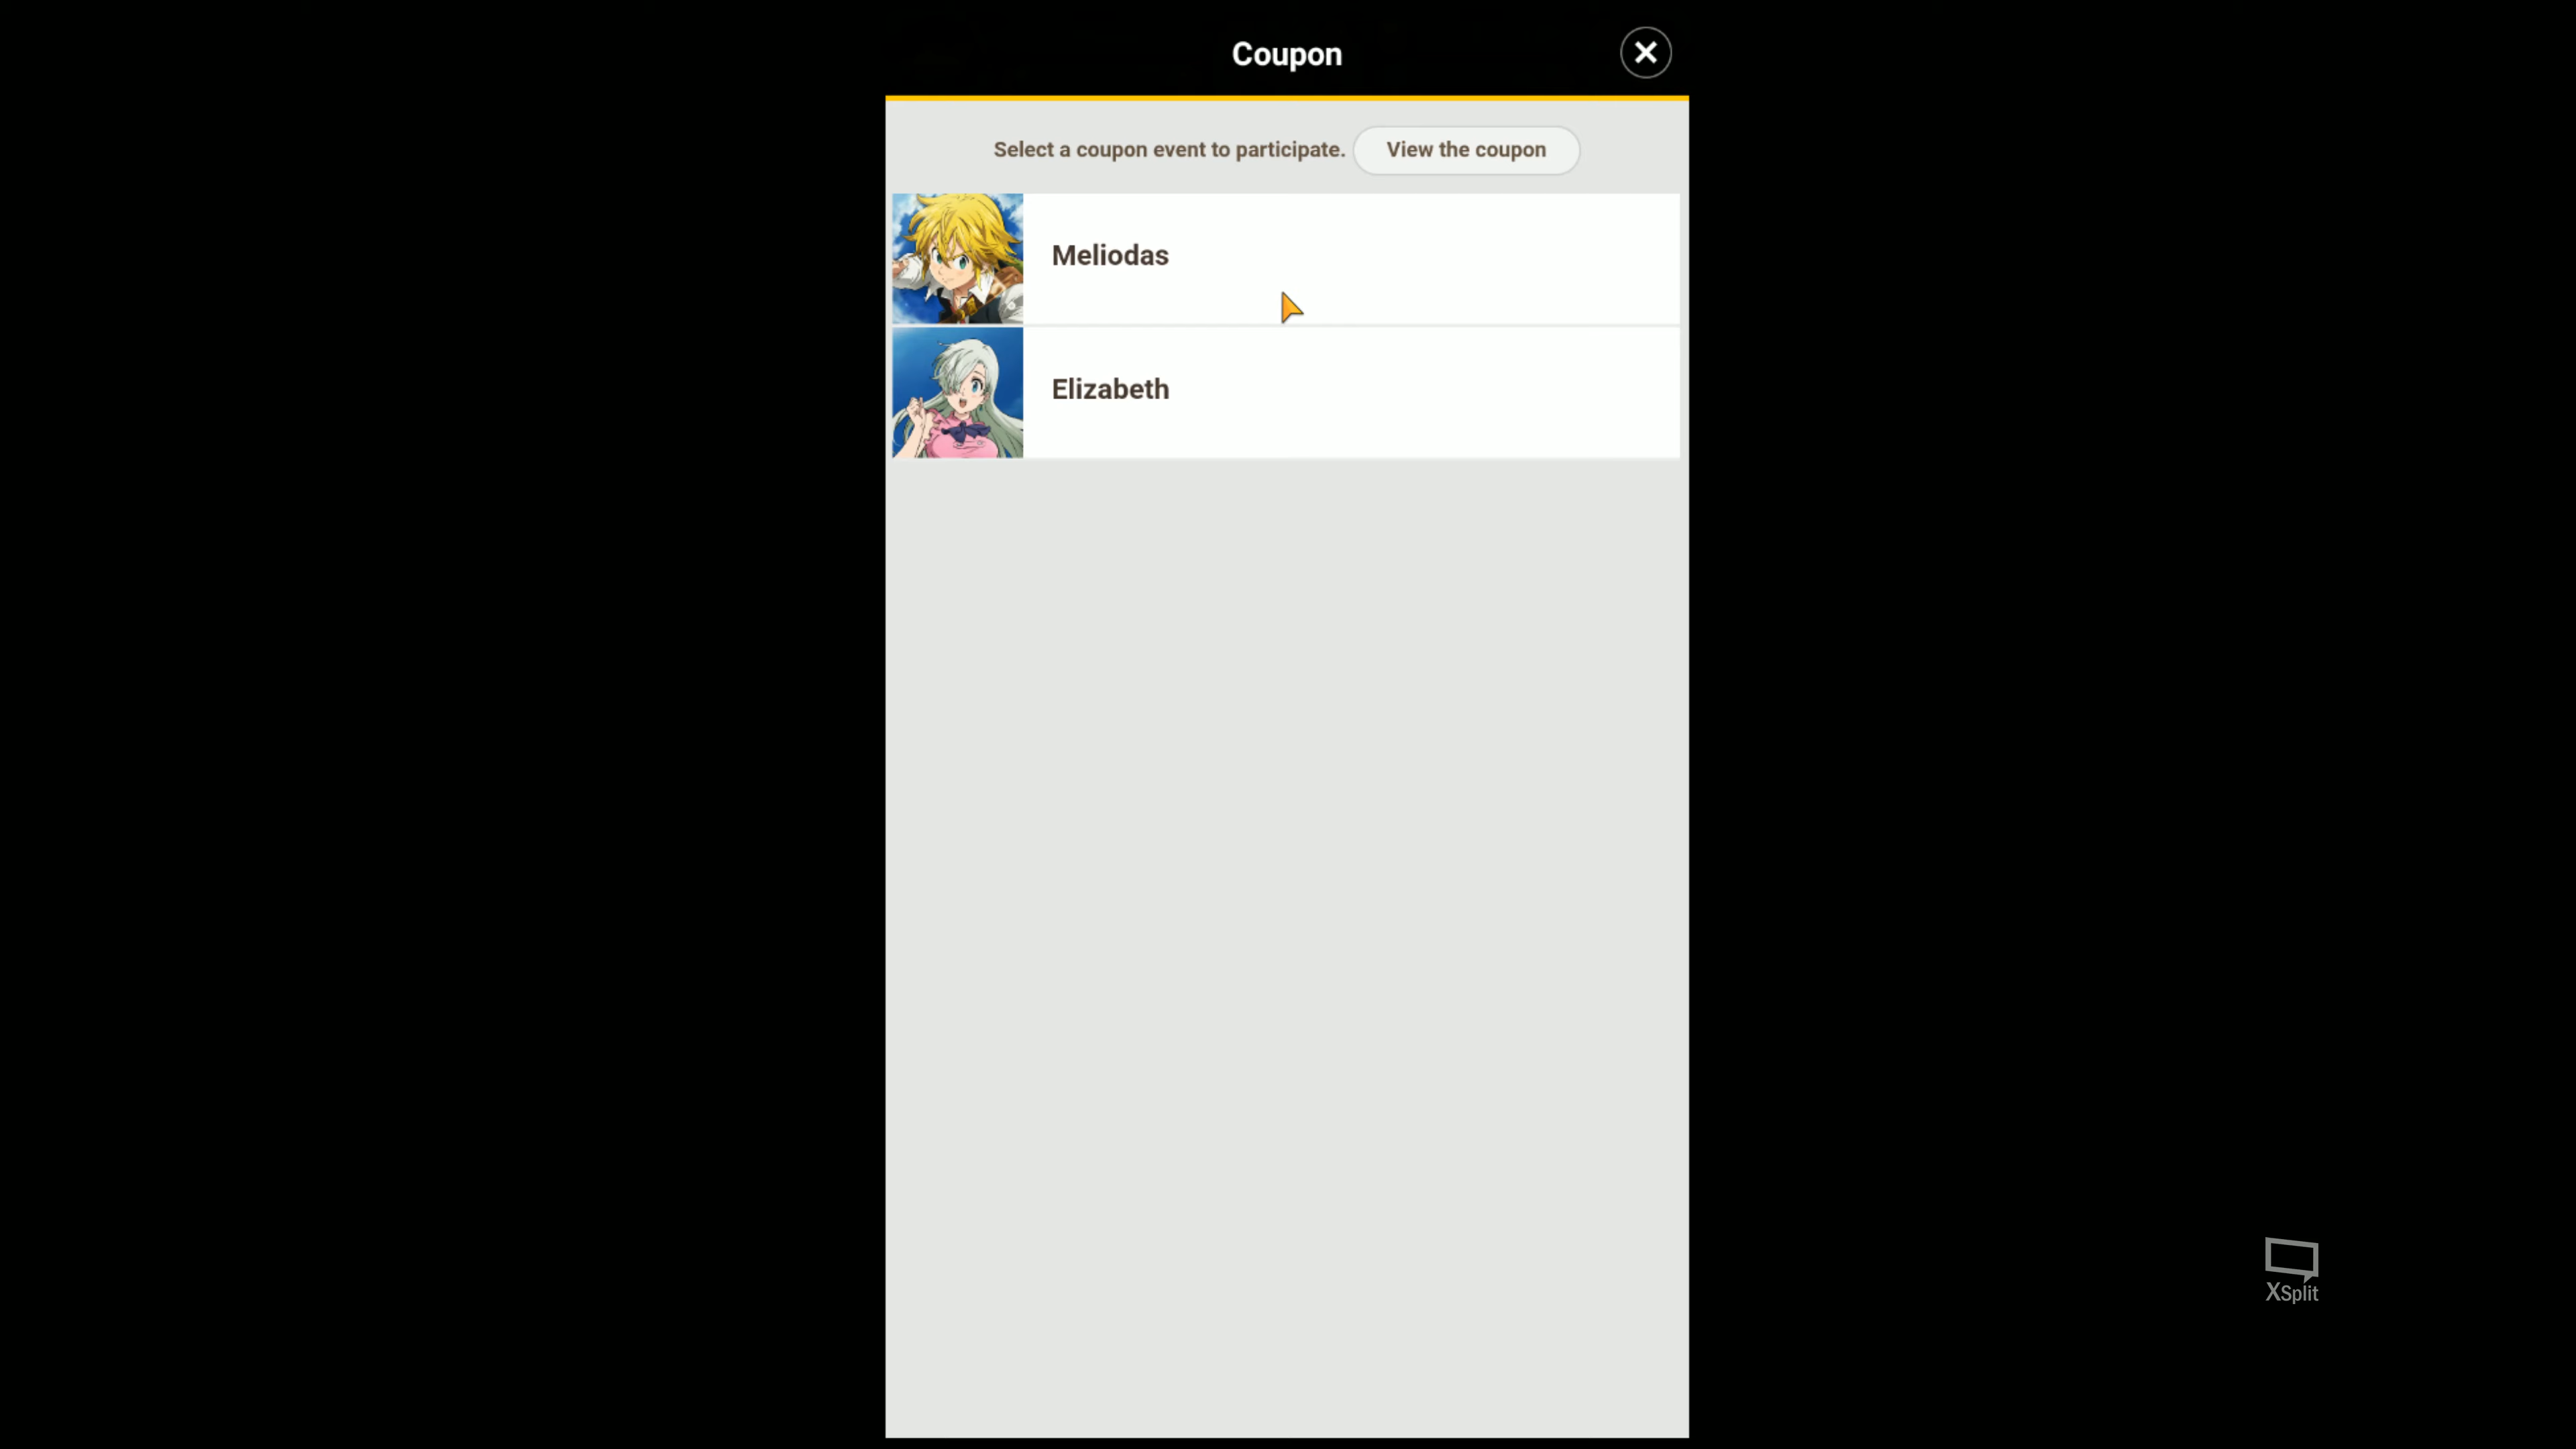 Coupon
Select a coupon event to participate. View the coupon
Meliodas
Elizabeth
XSplit